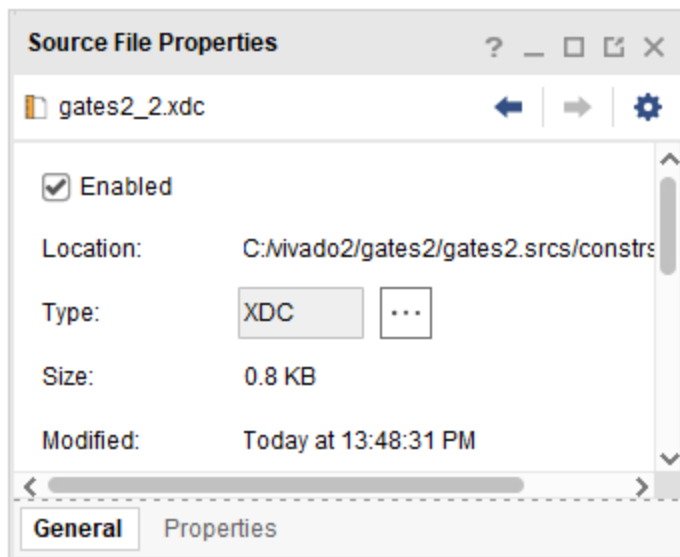 Source File Properties ?
gates2_2.xdc
Enabled
Location: C:/vivado2/gates2/gates2.srcs/constrs
Type: XDC ...
Size: 0.8 KB
Modified: Today at 13:48:31 PM
General Properties